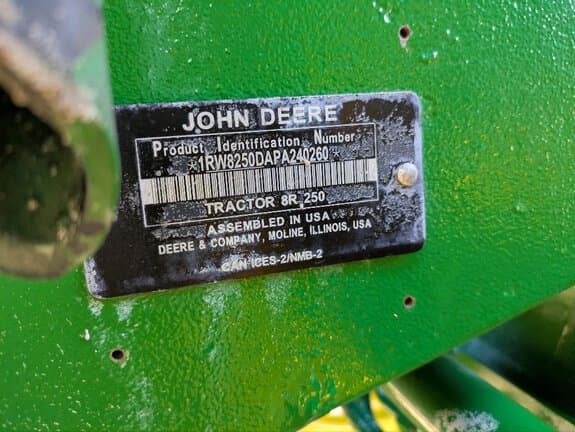 JOHN DEERE
Product Identification Number
*1RW8250DAPA240260*
TRACTOR 8R 250
ASSEMBLED IN USA
DEERE & COMPANY, MOLINE, ILLINOIS, USA
CAN ICES-2/NMB-2